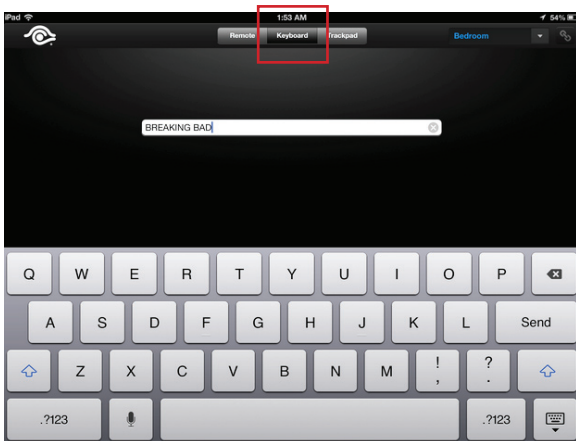 iPad 1:53 AM 54%
Remote Keyboard Trackpad Bedroom
BREAKING BAD
Q W E R T Y U I O P
A S D F G H J K L Send
Z X C V B N M ! , ? .
.?123 .?123